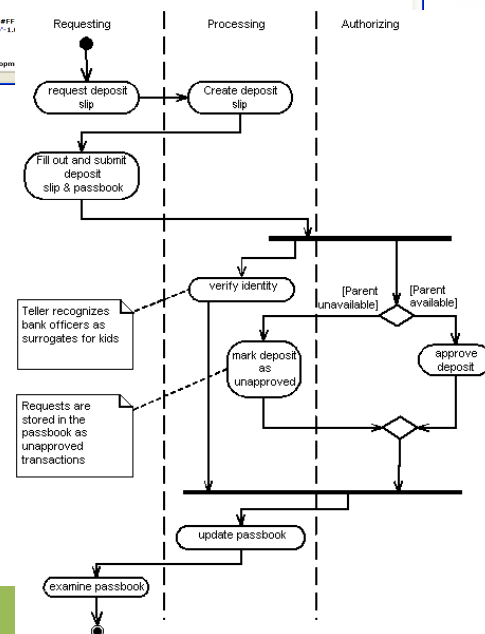 Requesting
Processing
Authorizing
request deposit
slip
Create deposit
slip
Fill out and submit
deposit
slip & passbook
verify identity
[Parent
unavailable]
[Parent
available]
Teller recognizes
bank officers as
surrogates for kids
mark deposit
as
unapproved
approve
deposit
Requests are
stored in the
passbook as
unapproved
transactions
update passbook
examine passbook